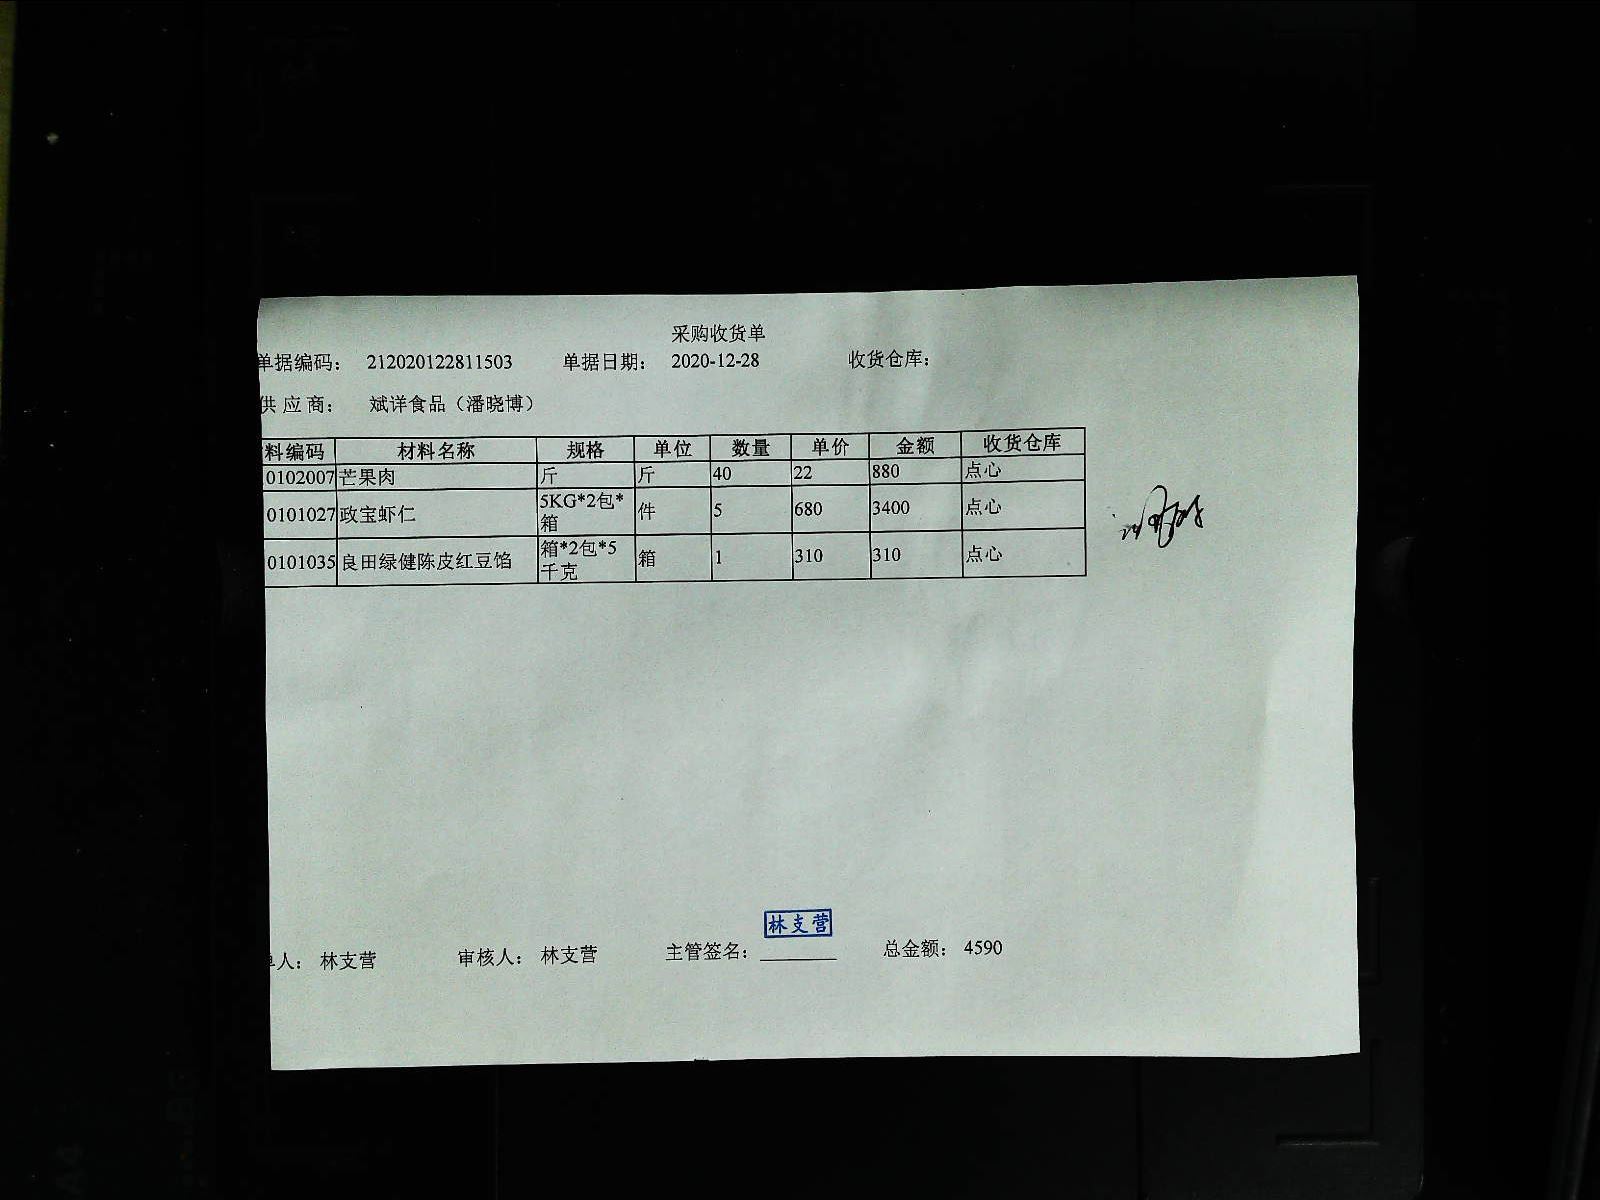 采购收货单
单据编码： 212020122811503 单据日期： 2020-12-28 收货仓库：
供 应 商： 斌详食品（潘晓博）
料编码 材料名称 规格 单位 数量 单价 金额 收货仓库
0102007 芒果肉 斤 斤 40 22 880 点心
0101027 政宝虾仁 5KG*2包*箱 件 5 680 3400 点心
0101035 良田绿健陈皮红豆馅 箱*2包*5千克 箱 1 310 310 点心
林支营
单人： 林支营 审核人： 林支营 主管签名： 总金额： 4590